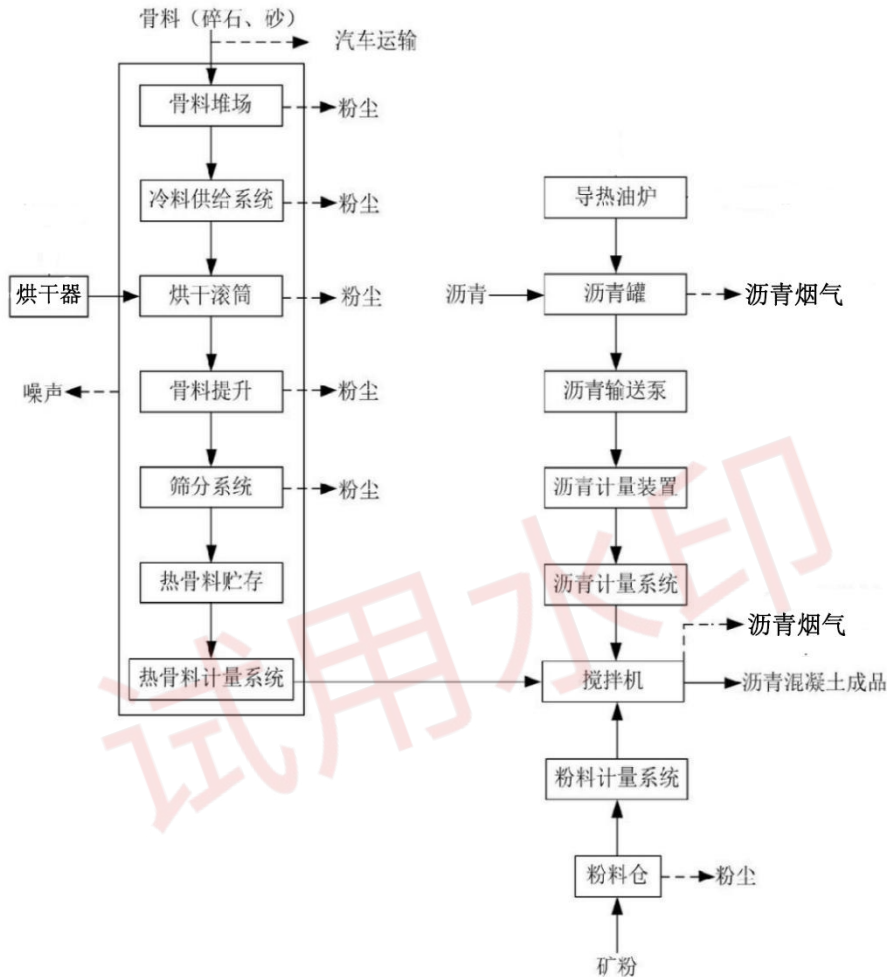 骨料（碎石、砂）
汽车运输
骨料堆场
粉尘
冷料供给系统
粉尘
导热油炉
烘干器
烘干滚筒
粉尘
沥青
沥青罐
沥青烟气
噪声
骨料提升
粉尘
沥青输送泵
筛分系统
粉尘
沥青计量装置
热骨料贮存
沥青计量系统
沥青烟气
热骨料计量系统
搅拌机
沥青混凝土成品
粉料计量系统
粉料仓
粉尘
矿粉
试用水印